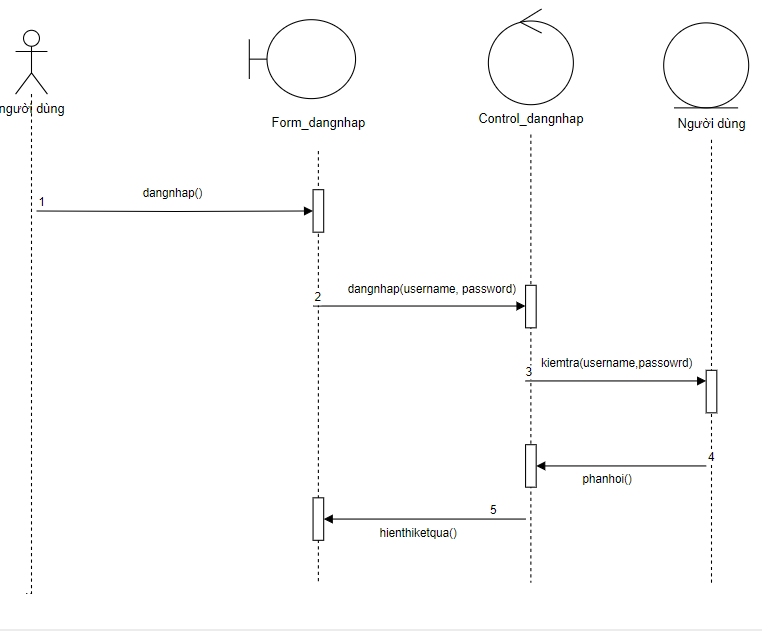 người dùng
Form_dangnhap
Control_dangnhap
Người dùng
1
dangnhap()
2
dangnhap(username, password)
3
kiemtra(username,passowrd)
4
phanhoi()
5
hienthiketqua()